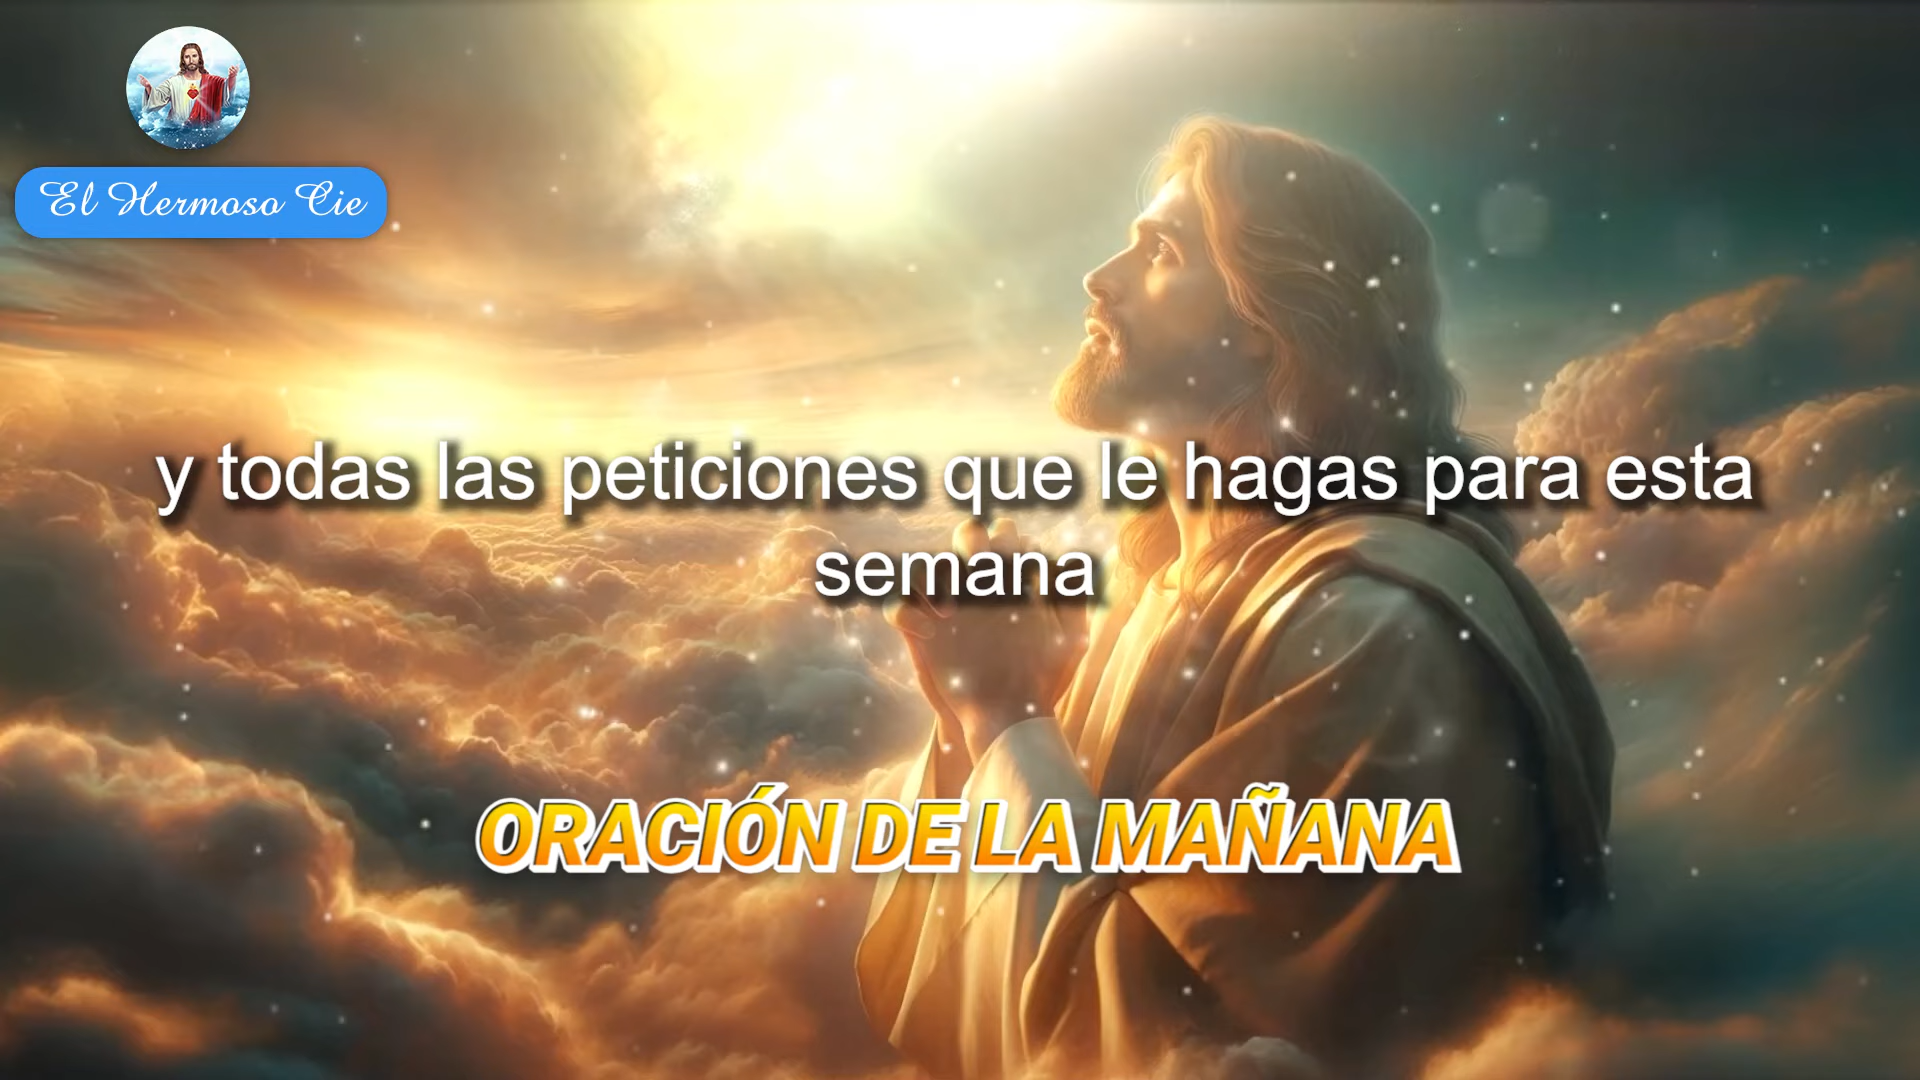 El Hermoso Cie
y todas las peticiones que le hagas para esta
semana
ORACIÓN DE LA MAÑANA